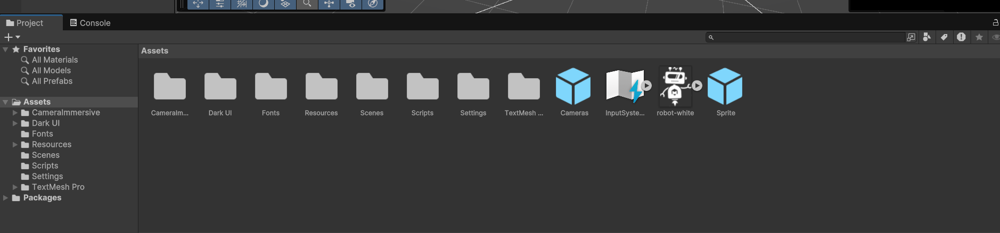 Project
Console
Favorites
All Materials
All Models
All Prefabs
Assets
CameraImmersive
Dark UI
Fonts
Resources
Scenes
Scripts
Settings
TextMesh Pro
Packages
Assets
CameraIm...
Dark UI
Fonts
Resources
Scenes
Scripts
Settings
TextMesh ...
Cameras
InputSyste...
robot-white
Sprite